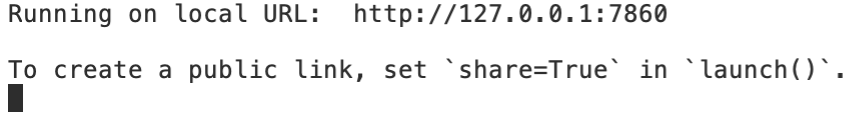 Running on local URL:  http://127.0.0.1:7860
To create a public link, set `share=True` in `launch()`.